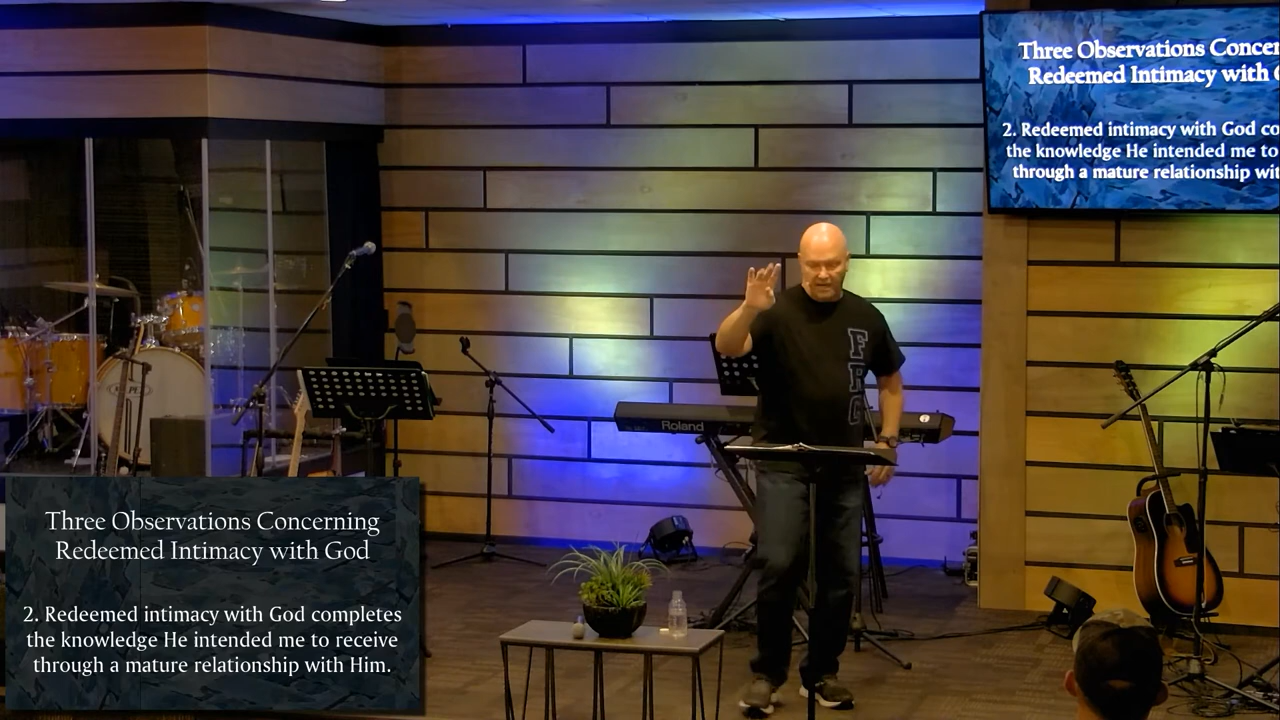 Three Observations Concer
Redeemed Intimacy with
2. Redeemed intimacy with God co
the knowledge He intended me to
through a mature relationship wit
F
R
G
Roland
Three Observations Concerning
Redeemed Intimacy with God
2. Redeemed intimacy with God completes
the knowledge He intended me to receive
through a mature relationship with Him.